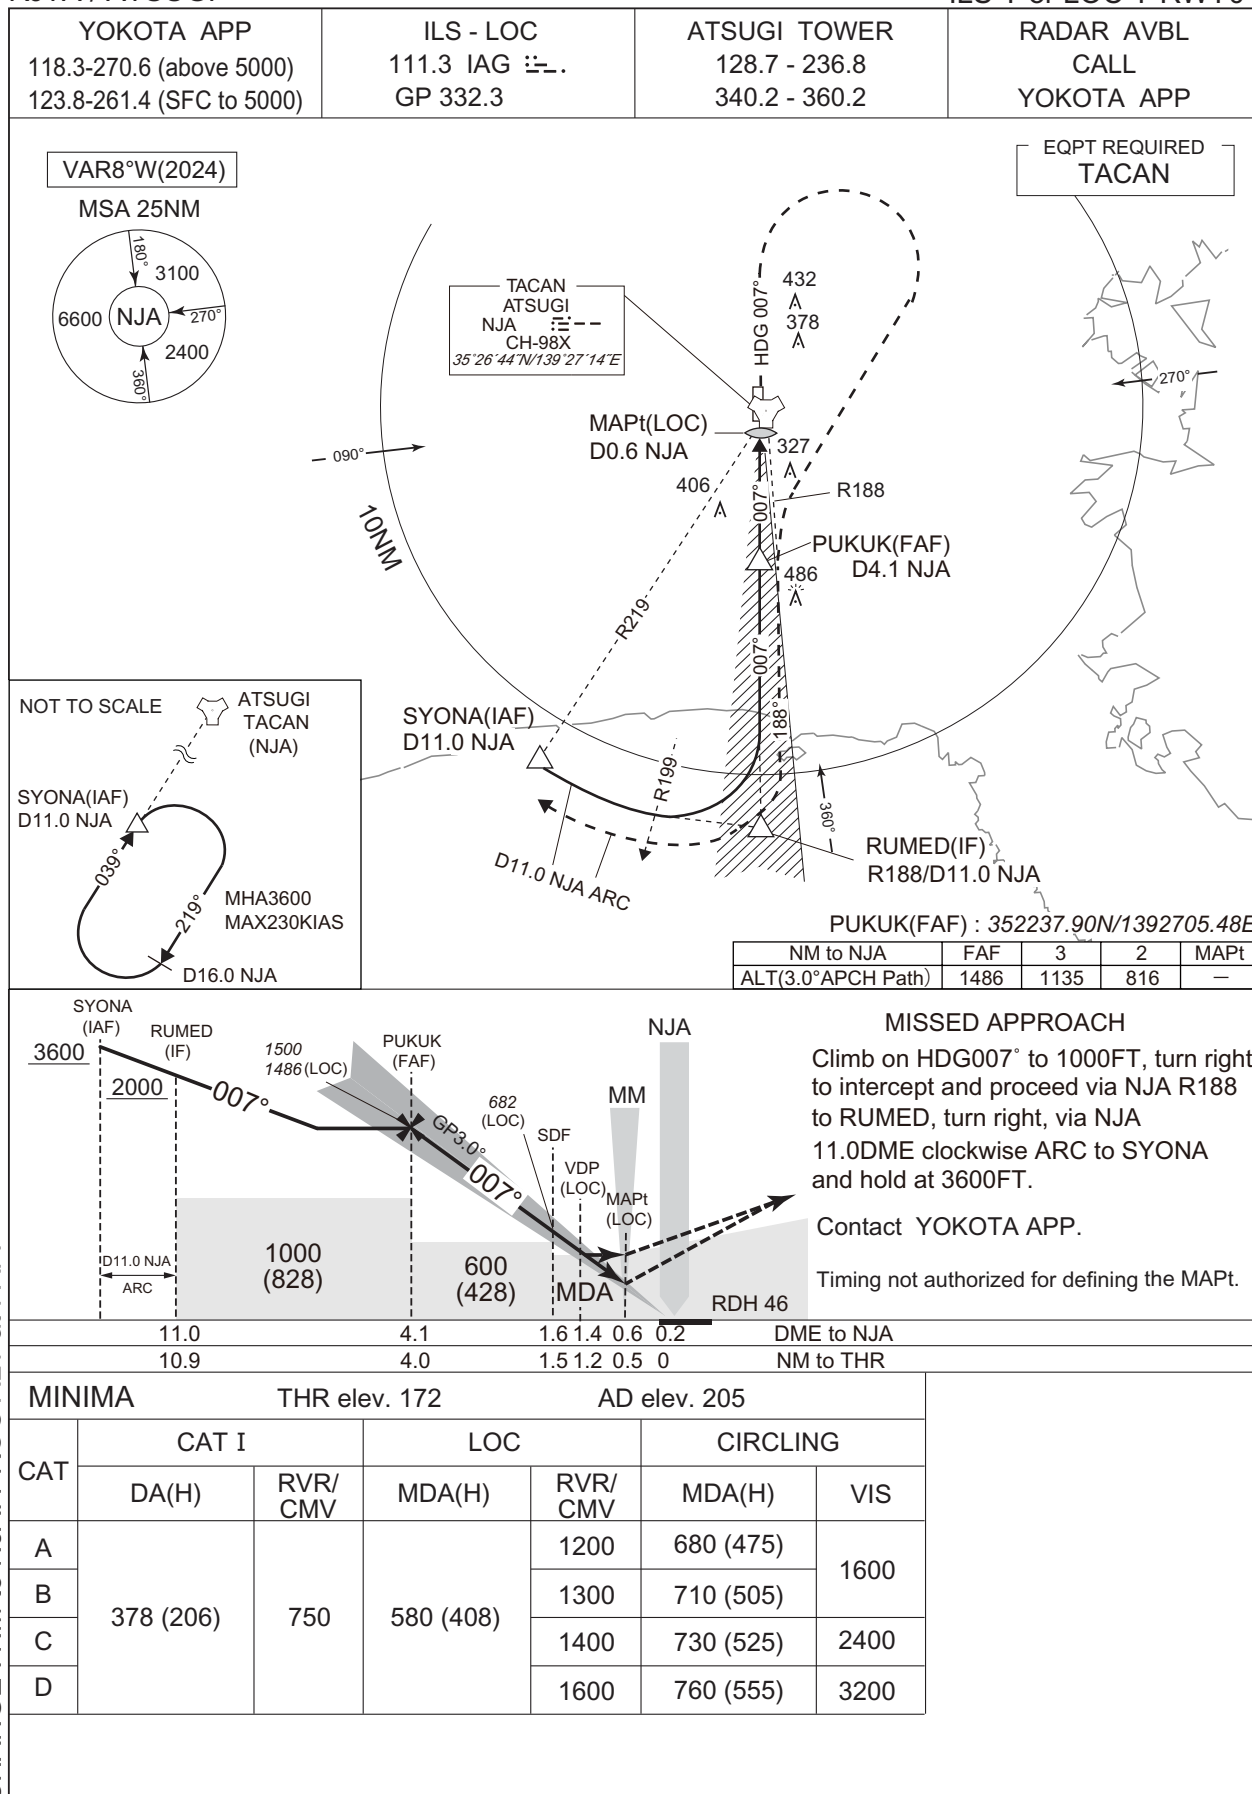 YOKOTA APP
118.3-270.6 (above 5000)
123.8-261.4 (SFC to 5000)
ILS - LOC
111.3 IAG
GP 332.3
ATSUGI TOWER
128.7 - 236.8
340.2 - 360.2
RADAR AVBL
CALL
YOKOTA APP
VAR8°W(2024)
MSA 25NM
180°
3100
6600
NJA
270°
2400
360°
EQPT REQUIRED
TACAN
TACAN
ATSUGI
NJA
CH-98X
35°26′44″N/139°27′14″E
HDG 007°
432
378
270°
MAPt(LOC)
D0.6 NJA
327
090°
406
R188
007°
10NM
PUKUK(FAF)
D4.1 NJA
486
R219
007°
188°
SYONA(IAF)
D11.0 NJA
R199
360°
D11.0 NJA ARC
RUMED(IF)
R188/D11.0 NJA
NOT TO SCALE
ATSUGI
TACAN
(NJA)
SYONA(IAF)
D11.0 NJA
039°
219°
MHA3600
MAX230KIAS
D16.0 NJA
PUKUK(FAF) : 352237.90N/1392705.48E
NM to NJA FAF 3 2 MAPt
ALT(3.0°APCH Path) 1486 1135 816 —
SYONA
(IAF)
RUMED
(IF)
3600
2000
007°
1500
1486 (LOC)
PUKUK
(FAF)
GP3.0°
007°
682
(LOC)
SDF
VDP
(LOC)
MAPt
(LOC)
MM
NJA
D11.0 NJA
ARC
1000
(828)
600
(428)
MDA
RDH 46
MISSED APPROACH
Climb on HDG007° to 1000FT, turn right
to intercept and proceed via NJA R188
to RUMED, turn right, via NJA
11.0DME clockwise ARC to SYONA
and hold at 3600FT.
Contact YOKOTA APP.
Timing not authorized for defining the MAPt.
11.0 4.1 1.6 1.4 0.6 0.2 DME to NJA
10.9 4.0 1.5 1.2 0.5 0 NM to THR
MINIMA THR elev. 172 AD elev. 205
CAT
CAT I LOC CIRCLING
DA(H) RVR/CMV MDA(H) RVR/CMV MDA(H) VIS
A 1200 680 (475)
1600
B 1300 710 (505)
378 (206) 750 580 (408)
C 1400 730 (525) 2400
D 1600 760 (555) 3200